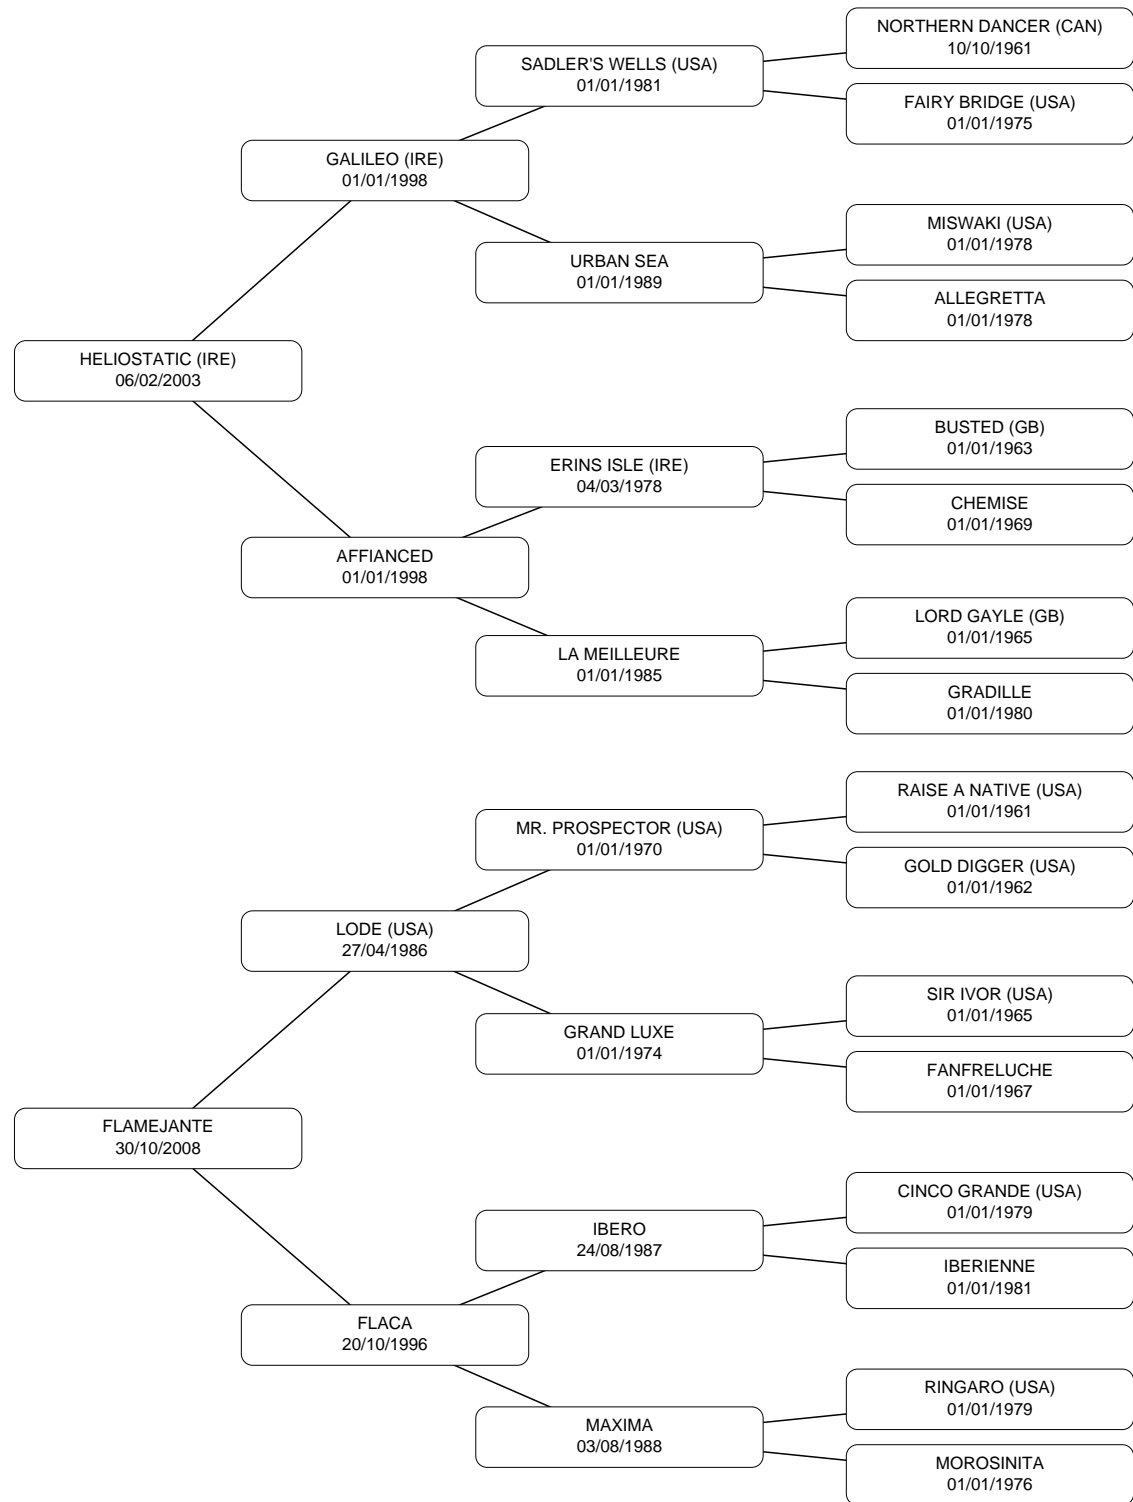 NORTHERN DANCER (CAN)
10/10/1961
SADLER'S WELLS (USA)
01/01/1981
FAIRY BRIDGE (USA)
01/01/1975
GALILEO (IRE)
01/01/1998
MISWAKI (USA)
01/01/1978
URBAN SEA
01/01/1989
ALLEGRETTA
01/01/1978
HELIOSTATIC (IRE)
06/02/2003
BUSTED (GB)
01/01/1963
ERINS ISLE (IRE)
04/03/1978
CHEMISE
01/01/1969
AFFIANCED
01/01/1998
LORD GAYLE (GB)
01/01/1965
LA MEILLEURE
01/01/1985
GRADILLE
01/01/1980
RAISE A NATIVE (USA)
01/01/1961
MR. PROSPECTOR (USA)
01/01/1970
GOLD DIGGER (USA)
01/01/1962
LODE (USA)
27/04/1986
SIR IVOR (USA)
01/01/1965
GRAND LUXE
01/01/1974
FANFRELUCHE
01/01/1967
FLAMEJANTE
30/10/2008
CINCO GRANDE (USA)
01/01/1979
IBERO
24/08/1987
IBERIENNE
01/01/1981
FLACA
20/10/1996
RINGARO (USA)
01/01/1979
MAXIMA
03/08/1988
MOROSINITA
01/01/1976